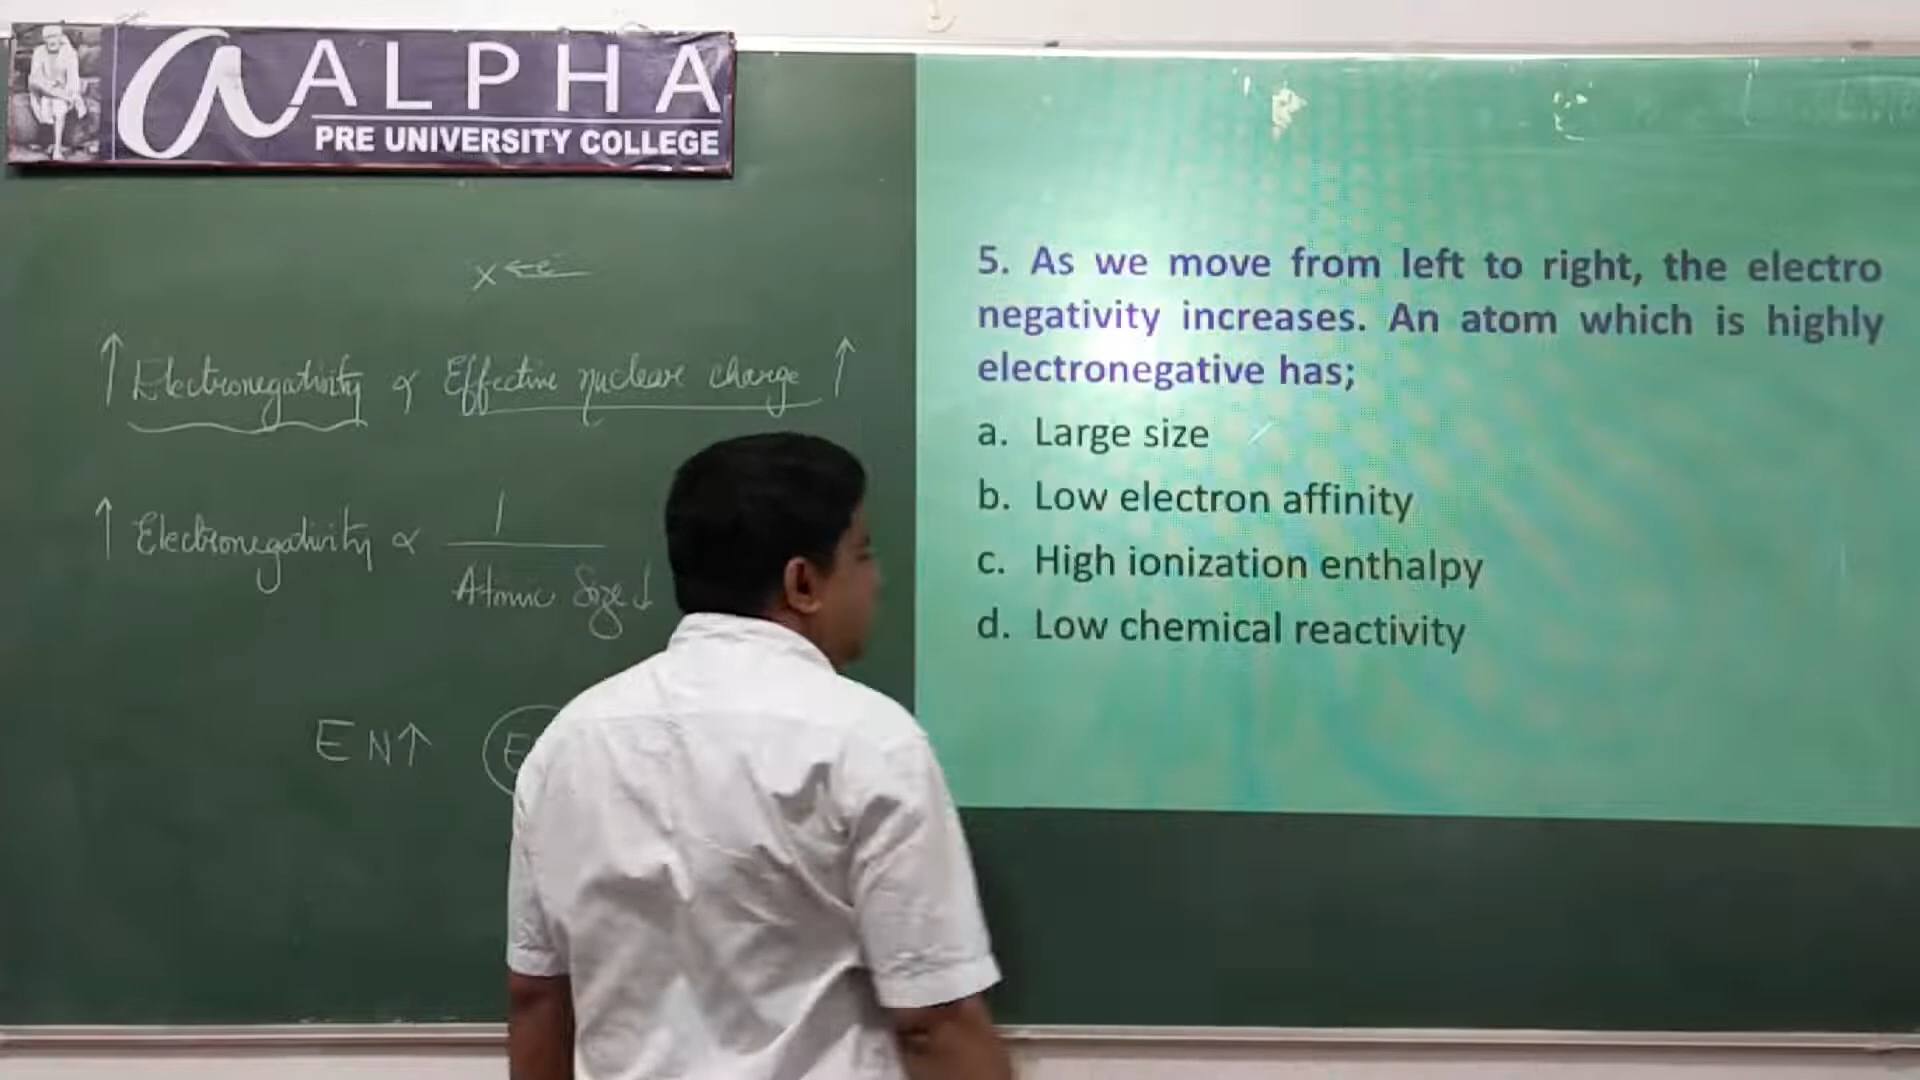 a ALPHA
PRE UNIVERSITY COLLEGE
x ← e⁻
↑ Electronegativity ∝ Effective nuclear charge ↑
↑ Electronegativity ∝ 1
Atomic Size ↓
EN↑ E
5. As we move from left to right, the electro
negativity increases. An atom which is highly
electronegative has;
a. Large size ×
b. Low electron affinity
c. High ionization enthalpy
d. Low chemical reactivity